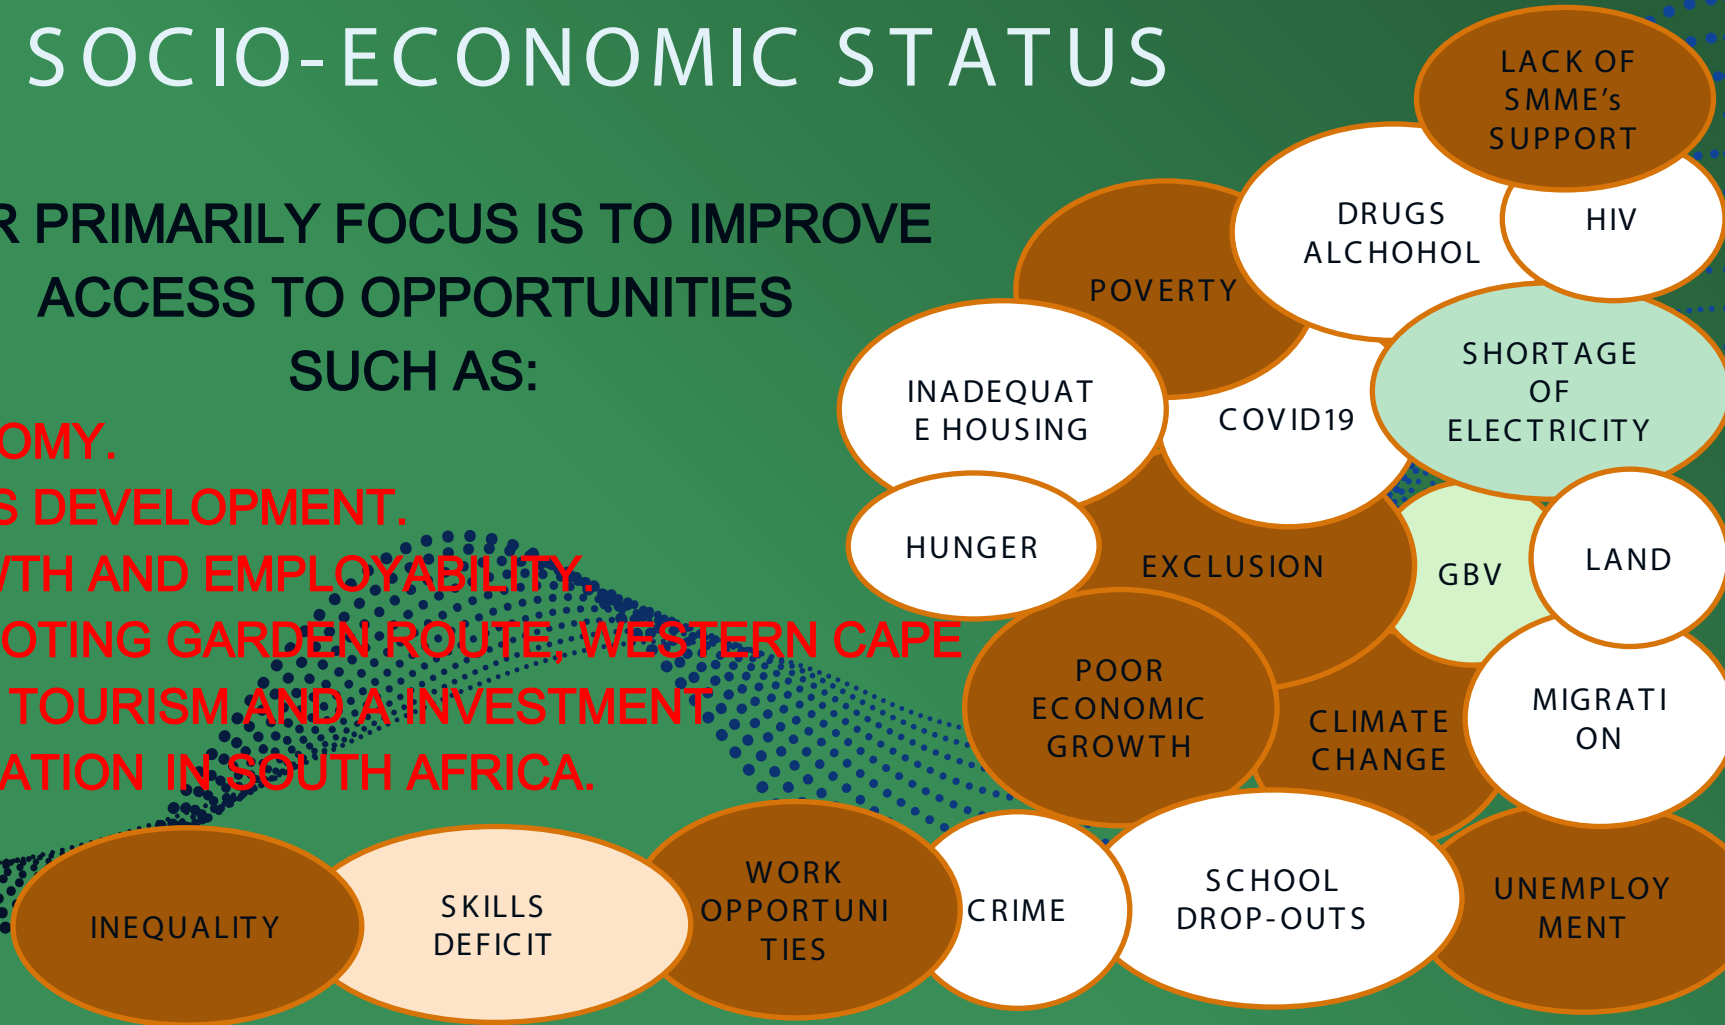 SOCIO-ECONOMIC STATUS
R PRIMARILY FOCUS IS TO IMPROVE
ACCESS TO OPPORTUNITIES
SUCH AS:
OMY.
S DEVELOPMENT.
WTH AND EMPLOYABILITY.
OTING GARDEN ROUTE, WESTERN CAPE
TOURISM AND A INVESTMENT
ATION IN SOUTH AFRICA.
LACK OF
SMME's
SUPPORT
DRUGS
ALCHOHOL
HIV
POVERTY
SHORTAGE
OF
ELECTRICITY
INADEQUAT
E HOUSING
COVID19
HUNGER
EXCLUSION
GBV
LAND
POOR
ECONOMIC
GROWTH
CLIMATE
CHANGE
MIGRATI
ON
INEQUALITY
SKILLS
DEFICIT
WORK
OPPORTUNI
TIES
CRIME
SCHOOL
DROP-OUTS
UNEMPLOY
MENT